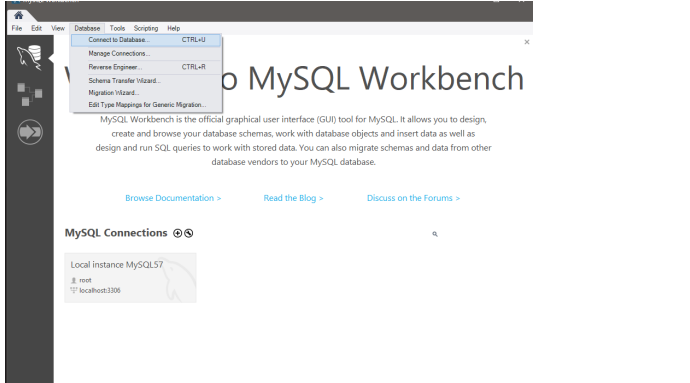 File Edit View Database Tools Scripting Help
Connect to Database... CTRL+U
Manage Connections...
Reverse Engineer... CTRL+R
Schema Transfer Wizard...
Migration Wizard...
Edit Type Mappings for Generic Migration...
to MySQL Workbench
MySQL Workbench is the official graphical user interface (GUI) tool for MySQL. It allows you to design,
create and browse your database schemas, work with database objects and insert data as well as
design and run SQL queries to work with stored data. You can also migrate schemas and data from other
database vendors to your MySQL database.
Browse Documentation > Read the Blog > Discuss on the Forums >
MySQL Connections
Local instance MySQL57
root
localhost:3306